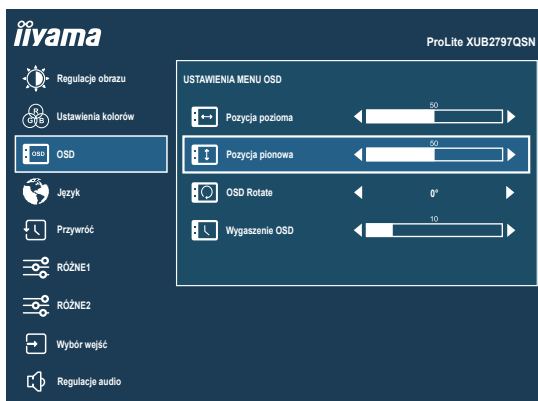 iiyama
ProLite XUB2797QSN
Regulacje obrazu
Ustawienia kolorów
R
G B
OSD
OSD
Język
Przywróć
RÓŻNE1
RÓŻNE2
Wybór wejść
Regulacje audio
USTAWIENIA MENU OSD
Pozycja pozioma
50
Pozycja pionowa
50
OSD Rotate
0°
Wygaszenie OSD
10